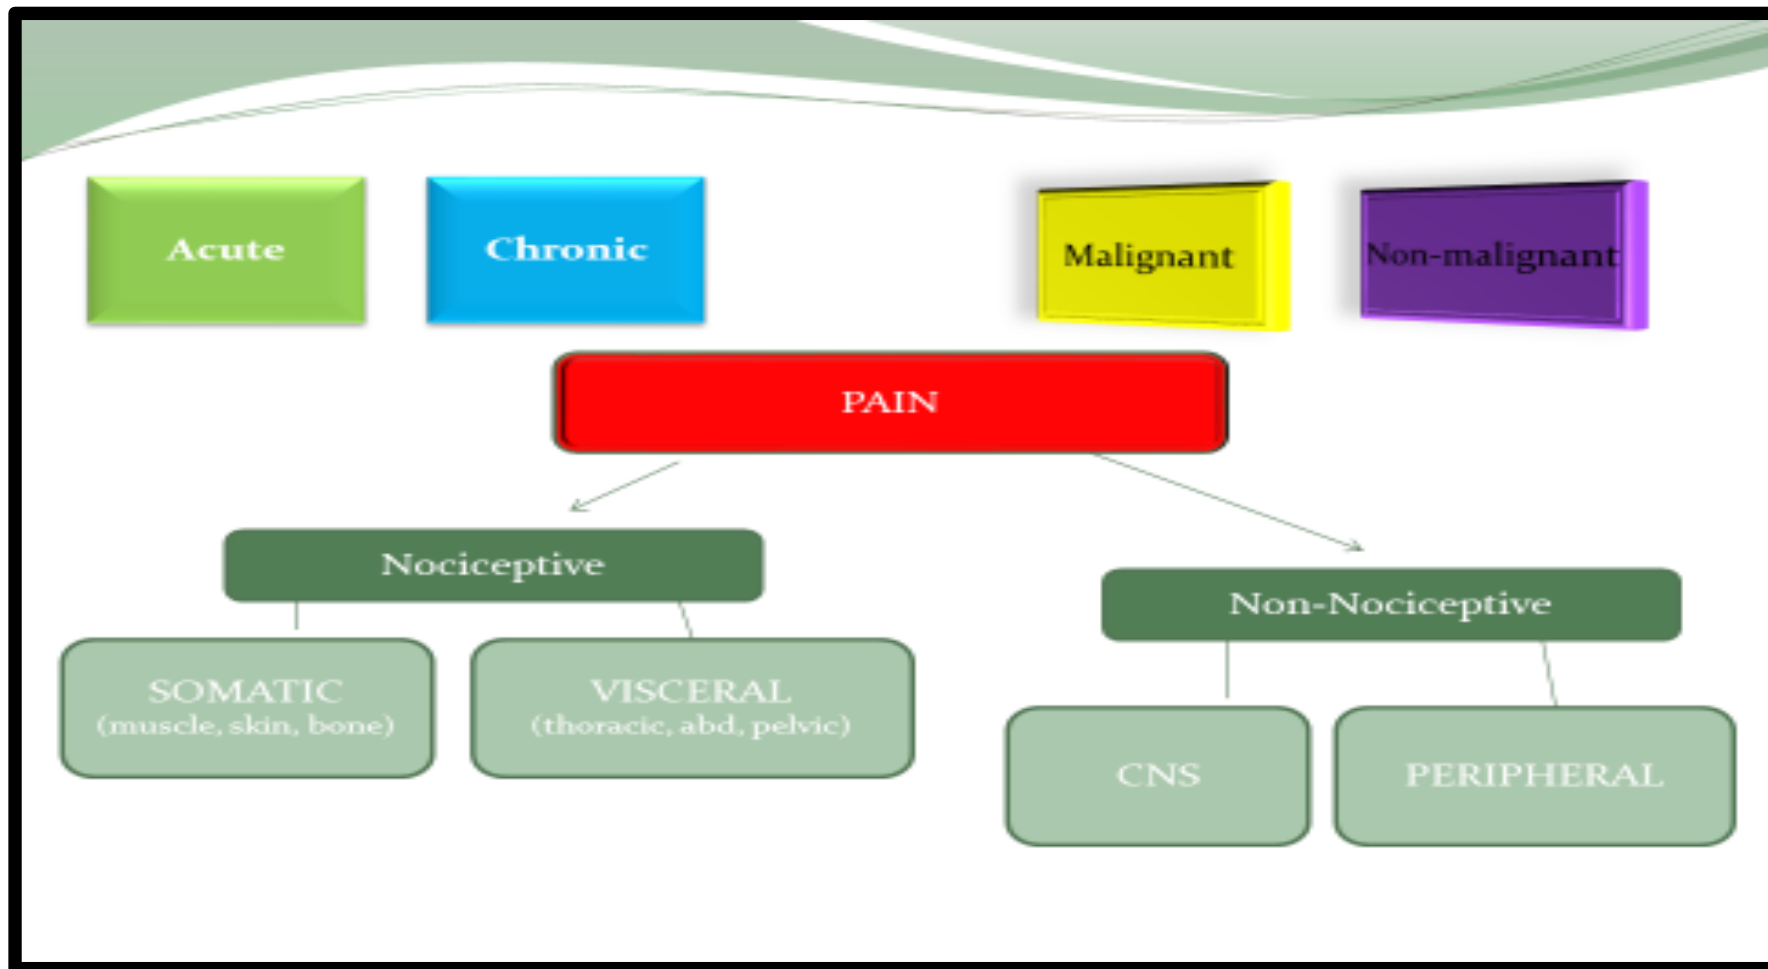 Acute
Chronic
Malignant
Non-malignant
PAIN
Nociceptive
Non-Nociceptive
SOMATIC
(muscle, skin, bone)
VISCERAL
(thoracic, abd, pelvic)
CNS
PERIPHERAL